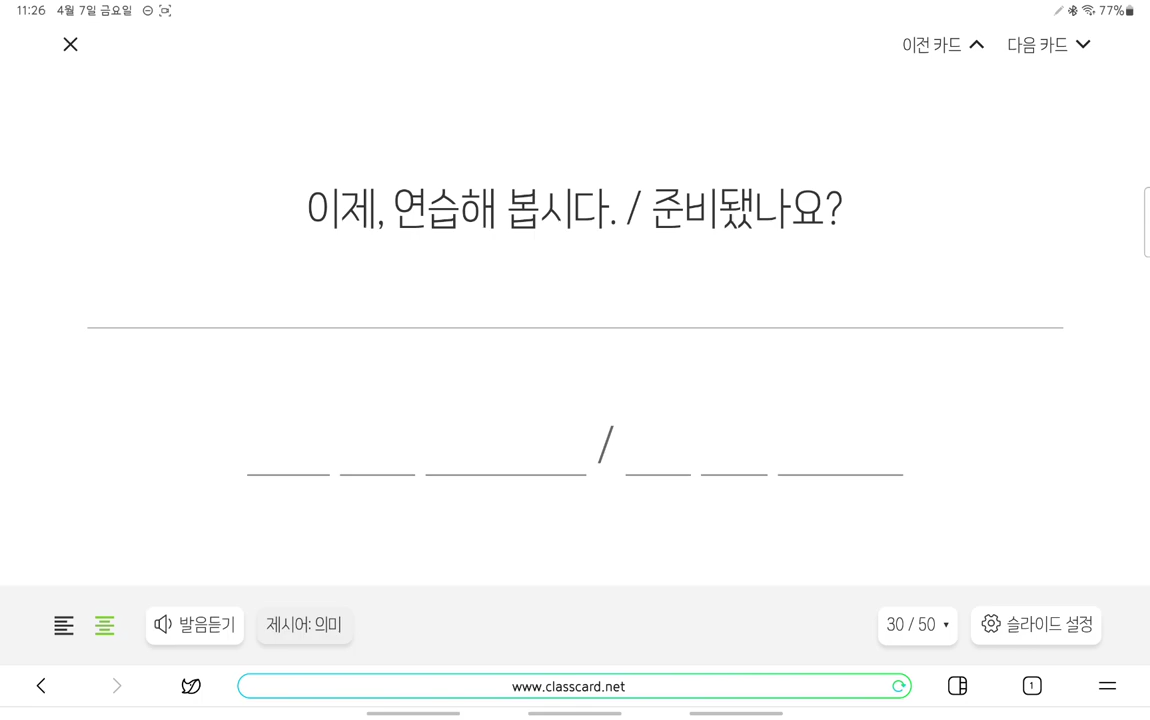 11:26 4월 7일 금요일 77%
이전 카드 다음 카드
이제, 연습해 봅시다. / 준비됐나요?
/
발음듣기 제시어: 의미 30 / 50 슬라이드 설정
www.classcard.net 1